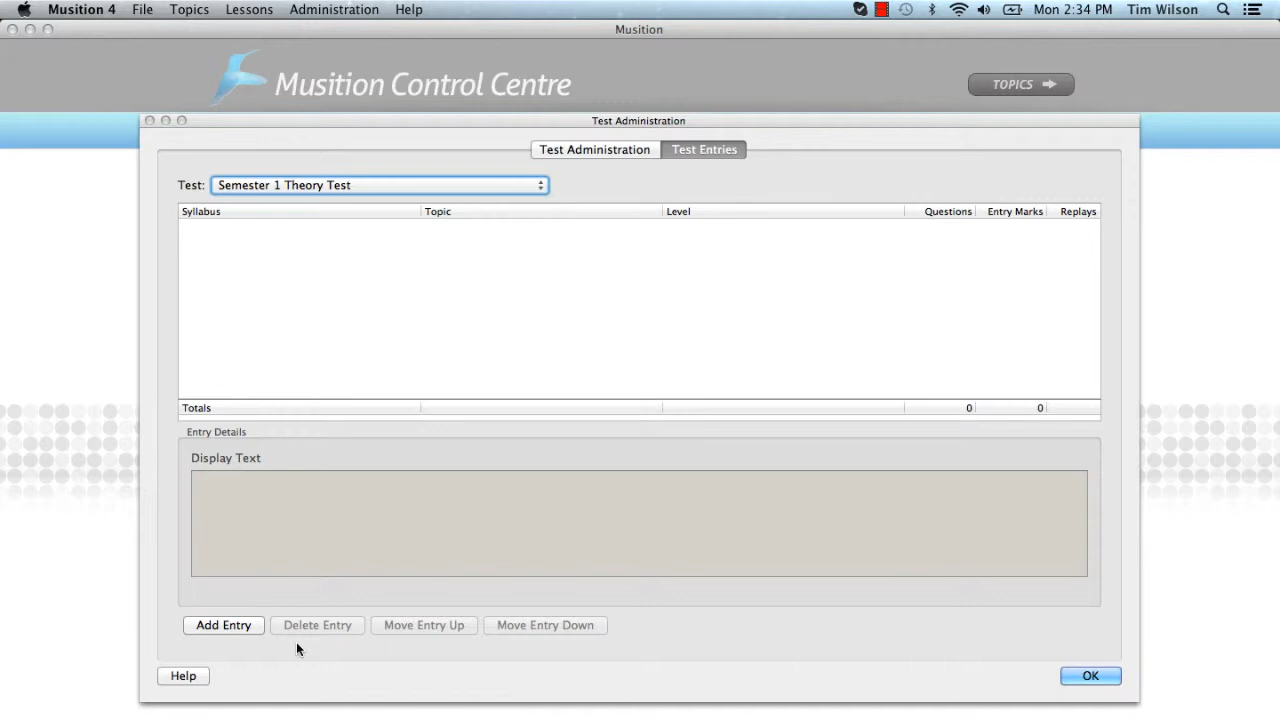 Musition 4 File Topics Lessons Administration Help Mon 2:34 PM Tim Wilson
Musition
Musition Control Centre TOPICS
Test Administration
Test Administration Test Entries
Test: Semester 1 Theory Test
Syllabus Topic Level Questions Entry Marks Replays
Totals 0 0
Entry Details
Display Text
Add Entry Delete Entry Move Entry Up Move Entry Down
Help OK